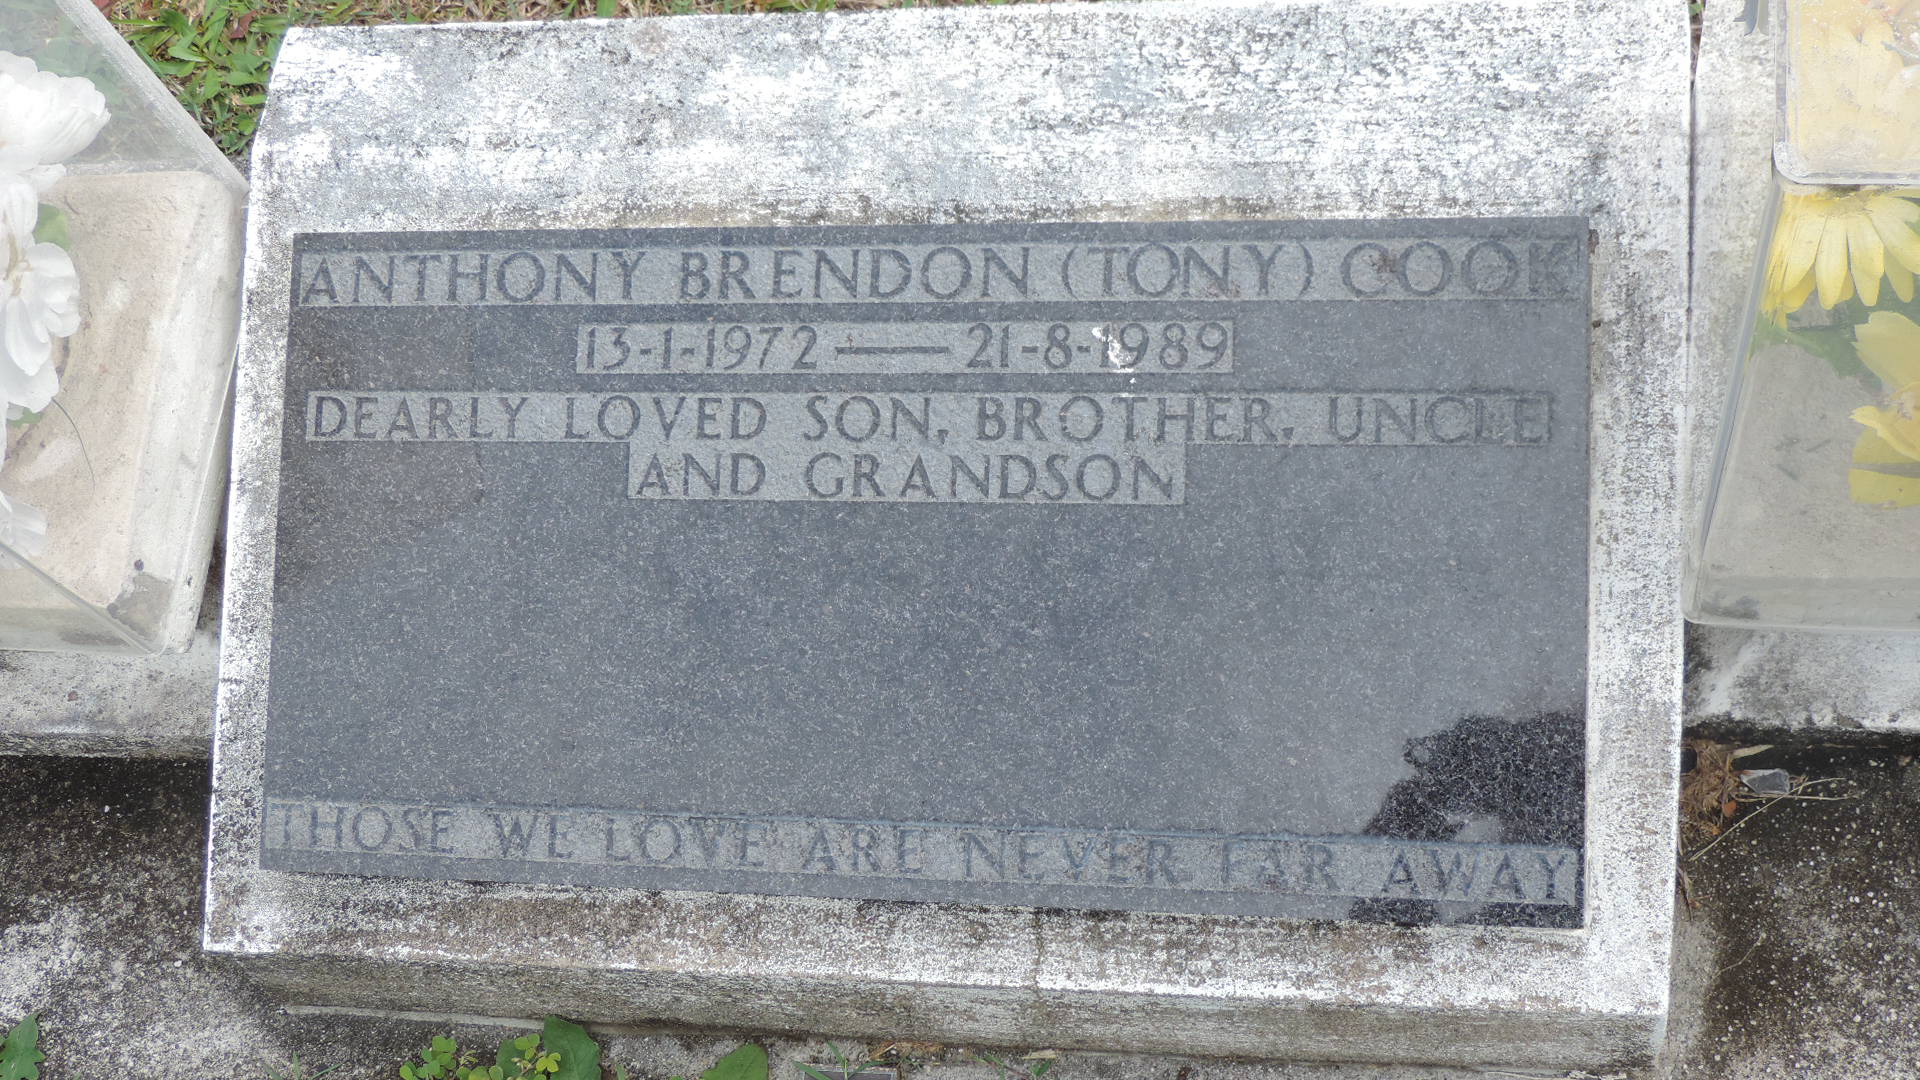 ANTHONY BRENDON (TONY) COOK
13-1-1972 — 21-8-1989
DEARLY LOVED SON, BROTHER, UNCLE
AND GRANDSON
THOSE WE LOVE ARE NEVER FAR AWAY